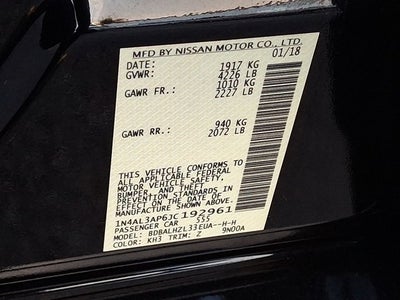 MFD BY NISSAN MOTOR CO., LTD.
01/18
DATE: 1917 KG
GVWR: 4226 LB
1010 KG
GAWR FR.: 2227 LB
940 KG
GAWR RR.: 2072 LB
THIS VEHICLE CONFORMS TO
ALL APPLICABLE FEDERAL
MOTOR VEHICLE SAFETY,
BUMPER, AND THEFT
PREVENTION STANDARDS IN
EFFECT ON THE DATE OF
MANUFACTURE SHOWN ABOVE.
1N4AL3AP6JC192961
PASSENGER CAR 555
MODEL: BDBALHZL33EUA--H-H
COLOR: KH3 TRIM: Z 9N00A